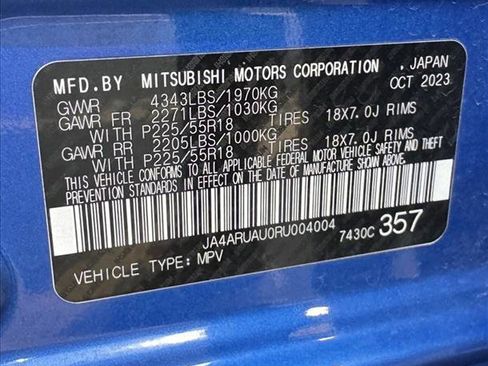 MFD.BY MITSUBISHI MOTORS CORPORATION , JAPAN
OCT 2023
GVWR 4343LBS/1970KG
GAWR FR 2271LBS/1030KG
WITH P225/55R18 TIRES 18X7.0J RIMS
GAWR RR 2205LBS/1000KG
WITH P225/55R18 TIRES 18X7.0J RIMS
THIS VEHICLE CONFORMS TO ALL APPLICABLE FEDERAL MOTOR VEHICLE SAFETY, BUMPER AND THEFT
PREVENTION STANDARDS IN EFFECT ON THE DATE OF MANUFACTURE SHOWN ABOVE.
JA4ARUAU0RU004004
7430C 357
VEHICLE TYPE: MPV